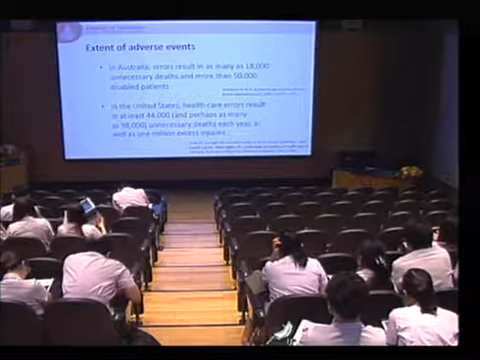 Extent of adverse events
• In Australia, errors result in as many as 18,000
unnecessary deaths and more than 50,000
disabled patients
• In the United States, health-care errors result
in at least 44,000 (and perhaps as many
as 98,000) unnecessary deaths each year, as
well as one million excess injuries